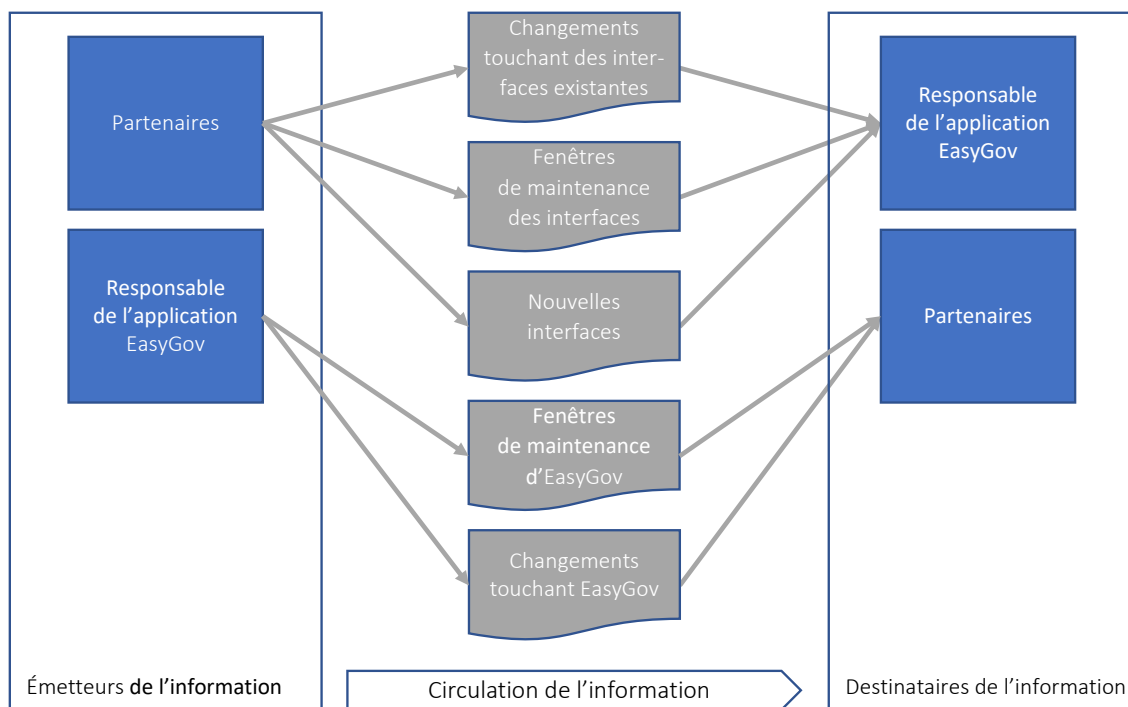 Partenaires
Responsable
de l'application
EasyGov
Émetteurs de l'information
Changements
touchant des inter-
faces existantes
Fenêtres
de maintenance
des interfaces
Nouvelles
interfaces
Fenêtres
de maintenance
d'EasyGov
Changements
touchant EasyGov
Circulation de l'information
Responsable
de l'application
EasyGov
Partenaires
Destinataires de l'information